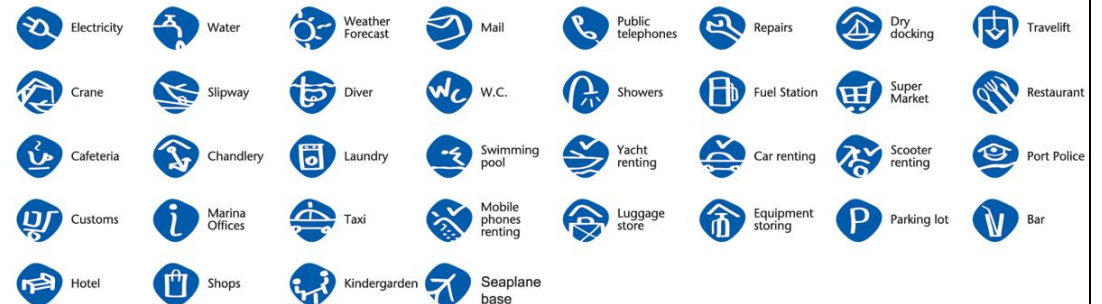 Electricity
Water
Weather
Forecast
Mail
Public
telephones
Repairs
Dry
docking
Travelift
Crane
Slipway
Diver
WC
W.C.
Showers
Fuel Station
Super
Market
Restaurant
Cafeteria
Chandlery
Laundry
Swimming
pool
Yacht
renting
Car renting
Scooter
renting
Port Police
Customs
i
Marina
Offices
Taxi
Mobile
phones
renting
Luggage
store
Equipment
storing
P
Parking lot
Bar
Hotel
Shops
Kindergarden
Seaplane
base